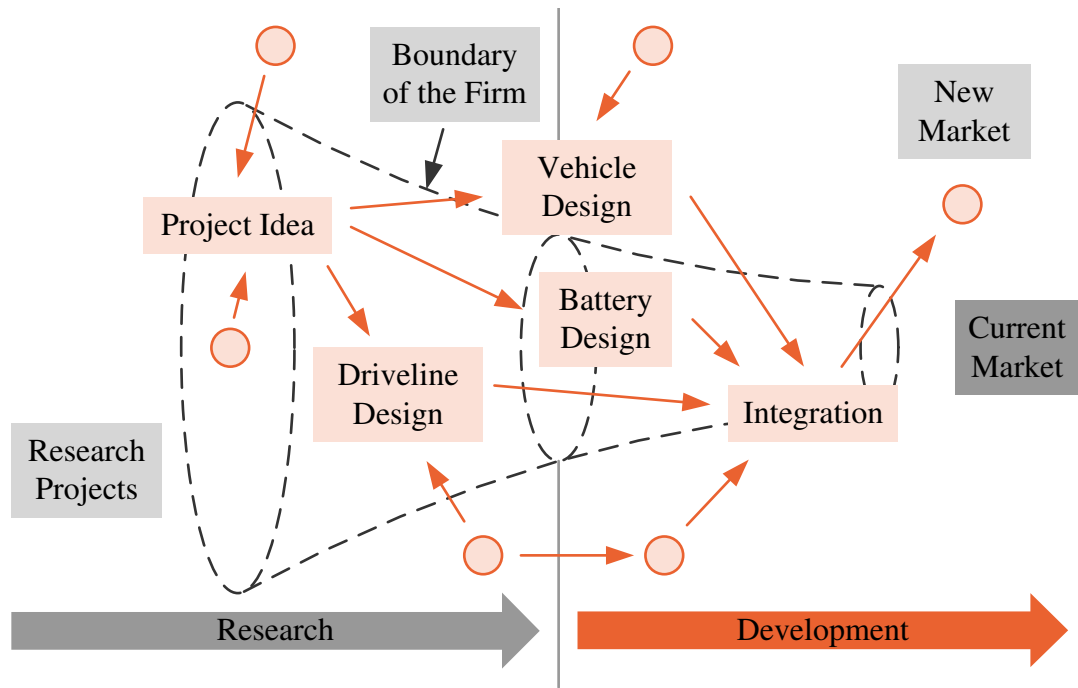 Boundary
of the Firm
New
Market
Vehicle
Design
Project Idea
Battery
Design
Current
Market
Driveline
Design
Integration
Research
Projects
Research
Development